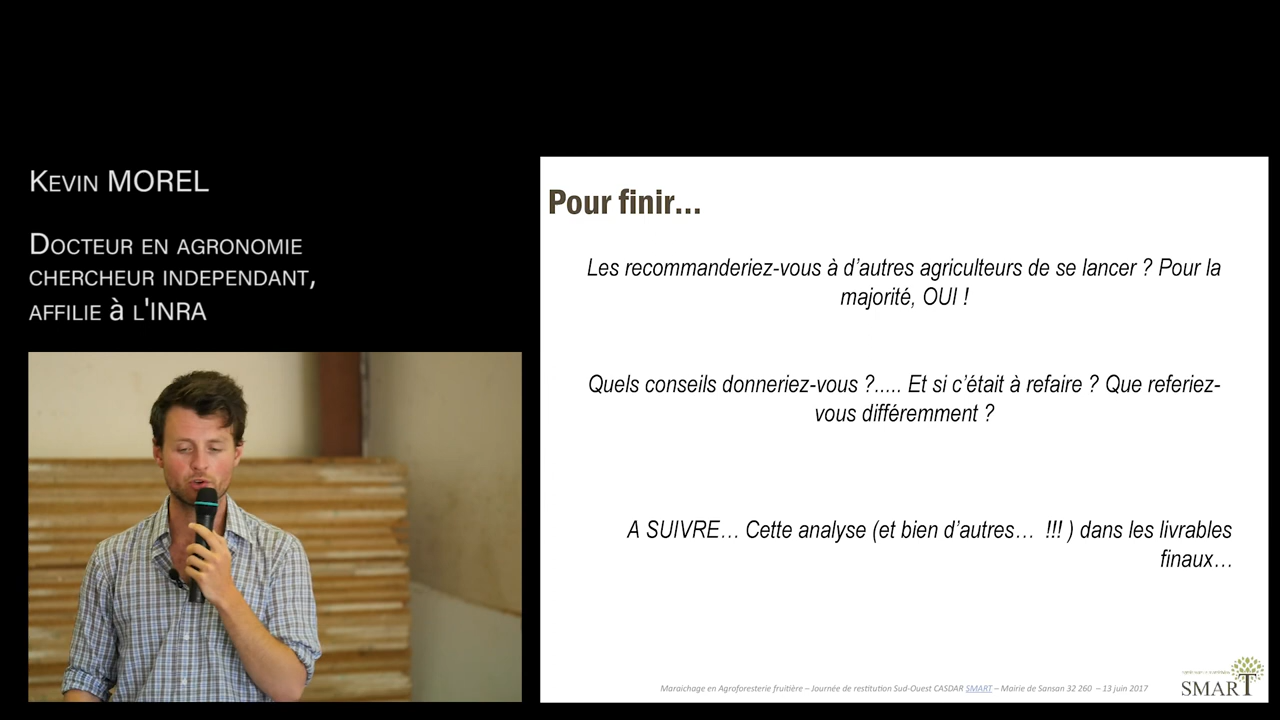 Kevin MOREL
Docteur en agronomie
chercheur independant,
affilie à l'INRA
Pour finir...
Les recommanderiez-vous à d'autres agriculteurs de se lancer ? Pour la
majorité, OUI !
Quels conseils donneriez-vous ?..... Et si c'était à refaire ? Que referiez-
vous différemment ?
A SUIVRE… Cette analyse (et bien d'autres… !!! ) dans les livrables
finaux…
Maraichage en Agroforesterie fruitière – Journée de restitution Sud-Ouest CASDAR SMART – Mairie de Sansan 32 260 – 13 juin 2017
SMART